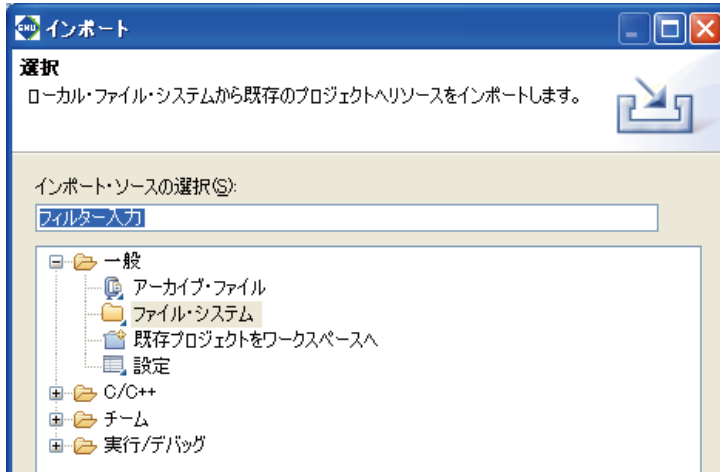 GNU インポート
選択
ローカル・ファイル・システムから既存のプロジェクトへリソースをインポートします。
インポート・ソースの選択(S):
フィルター入力
一般
アーカイブ・ファイル
ファイル・システム
既存プロジェクトをワークスペースへ
設定
C/C++
チーム
実行/デバッグ